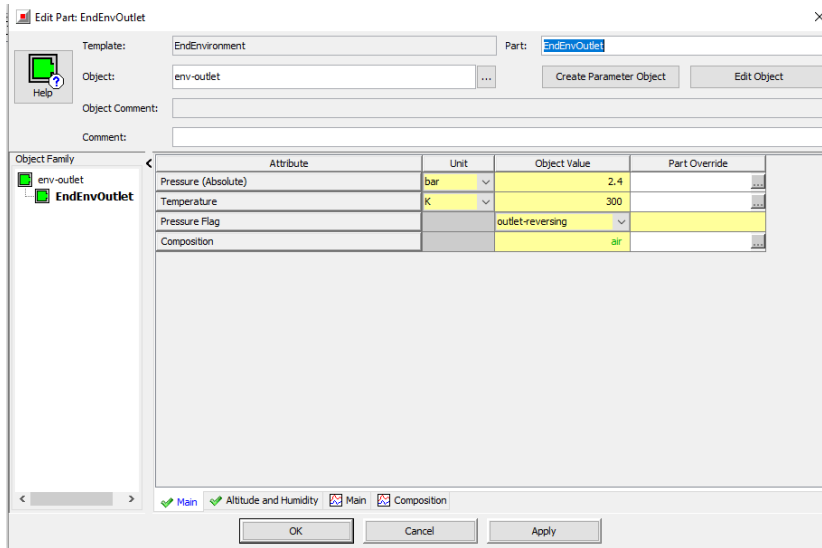 Edit Part: EndEnvOutlet
Template: EndEnvironment Part: EndEnvOutlet
Help
Object: env-outlet ... Create Parameter Object Edit Object
Object Comment:
Comment:
Object Family
env-outlet
EndEnvOutlet
Attribute Unit Object Value Part Override
Pressure (Absolute) bar 2.4 ...
Temperature K 300 ...
Pressure Flag outlet-reversing
Composition air ...
Main Altitude and Humidity Main Composition
OK Cancel Apply